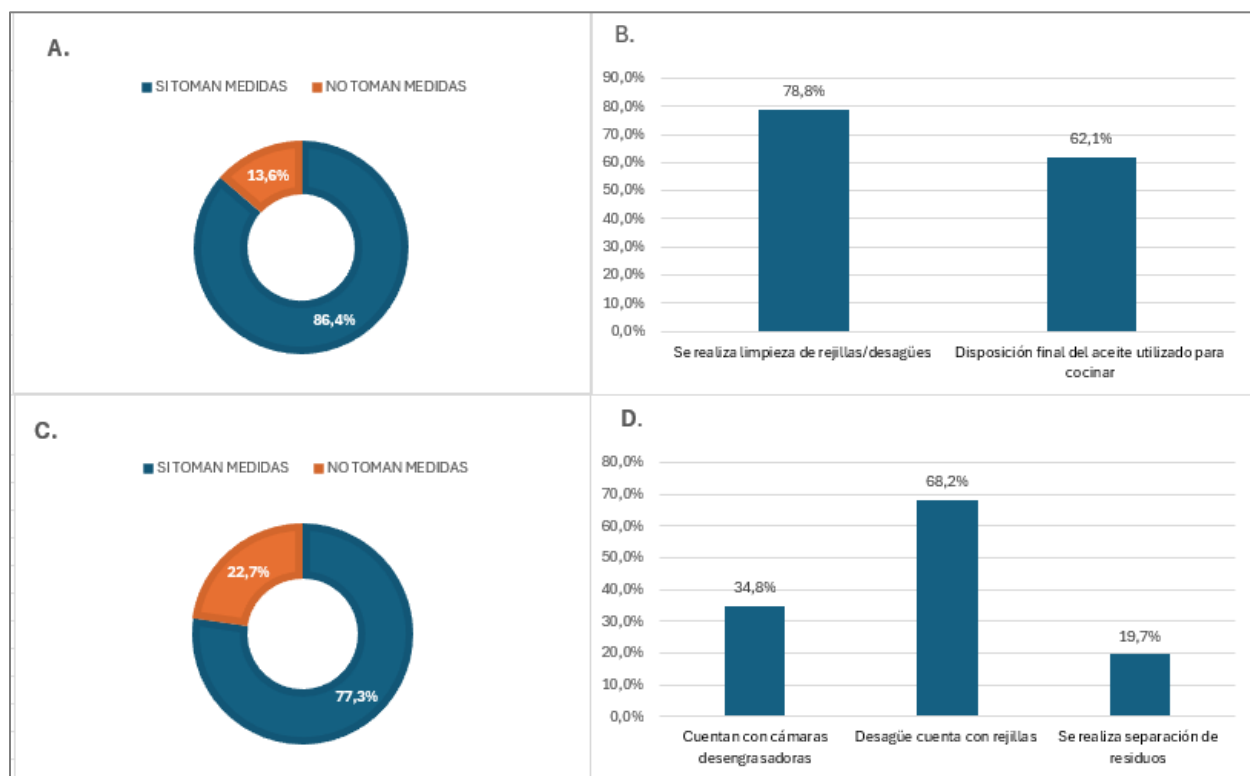 A.
SI TOMAN MEDIDAS NO TOMAN MEDIDAS
13,6%
86,4%
B.
90,0%
80,0%
70,0%
60,0%
50,0%
40,0%
30,0%
20,0%
10,0%
0,0%
78,8%
62,1%
Se realiza limpieza de rejillas/desagües
Disposición final del aceite utilizado para
cocinar
C.
SI TOMAN MEDIDAS NO TOMAN MEDIDAS
22,7%
77,3%
D.
80,0%
70,0%
60,0%
50,0%
40,0%
30,0%
20,0%
10,0%
0,0%
34,8%
68,2%
19,7%
Cuentan con cámaras
desengrasadoras
Desagüe cuenta con rejillas
Se realiza separación de
residuos